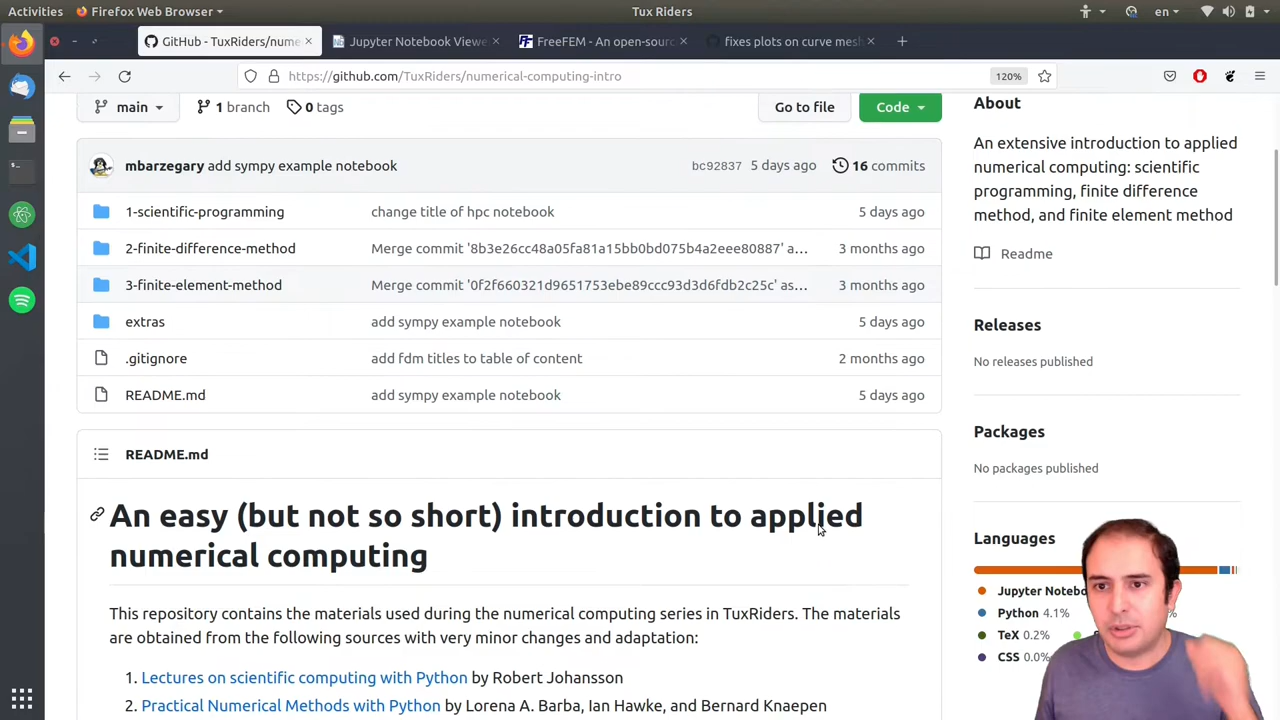 Activities
Firefox Web Browser
Tux Riders
en
GitHub - TuxRiders/nume
Jupyter Notebook Viewe
FreeFEM - An open-sourc
fixes plots on curve mesh
https://github.com/TuxRiders/numerical-computing-intro
120%
main
1 branch
0 tags
Go to file
Code
mbarzegary add sympy example notebook
bc92837 5 days ago
16 commits
1-scientific-programming
change title of hpc notebook
5 days ago
2-finite-difference-method
Merge commit '8b3e26cc48a05fa81a15bb0bd075b4a2eee80887' a...
3 months ago
3-finite-element-method
Merge commit '0f2f660321d9651753ebe89ccc93d3d6fdb2c25c' as...
3 months ago
extras
add sympy example notebook
5 days ago
.gitignore
add fdm titles to table of content
2 months ago
README.md
add sympy example notebook
5 days ago
README.md
An easy (but not so short) introduction to applied
numerical computing
This repository contains the materials used during the numerical computing series in TuxRiders. The materials
are obtained from the following sources with very minor changes and adaptation:
1. Lectures on scientific computing with Python by Robert Johansson
2. Practical Numerical Methods with Python by Lorena A. Barba, Ian Hawke, and Bernard Knaepen
About
An extensive introduction to applied
numerical computing: scientific
programming, finite difference
method, and finite element method
Readme
Releases
No releases published
Packages
No packages published
Languages
Jupyter Notebo
Python 4.1%
TeX 0.2%
CSS 0.0%